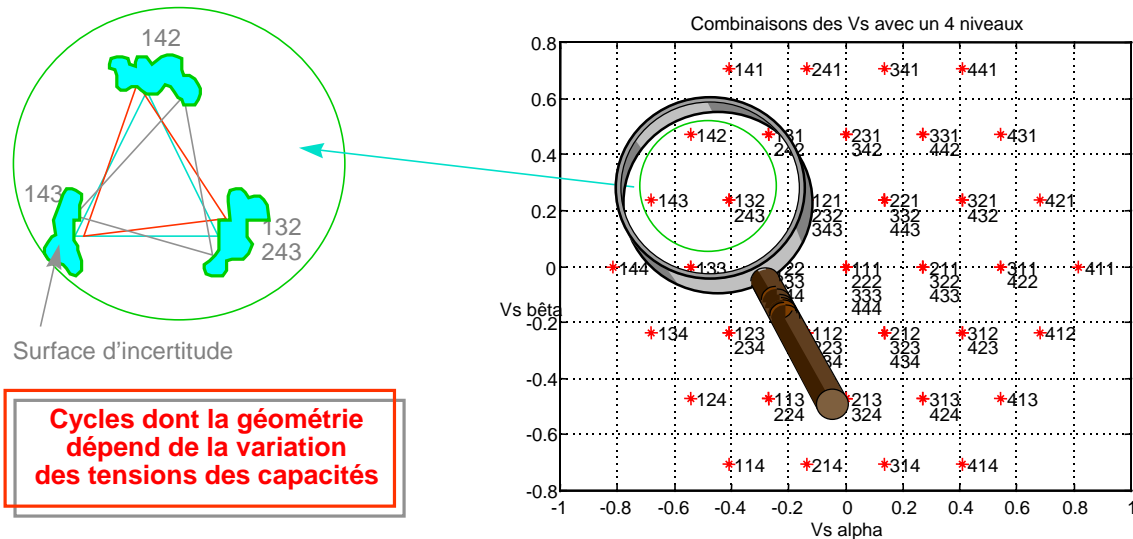 142
143
132
243
Surface d'incertitude
Cycles dont la géométrie
dépend de la variation
des tensions des capacités
Combinaisons des Vs avec un 4 niveaux
0.8
0.6
0.4
0.2
0
-0.2
-0.4
-0.6
-0.8
Vs bêta
141 241 341 441
142 131 231 331 431
242 342 442
143 132 121 221 321 421
243 232 332 432
343 443
144 133 111 211 311 411
222 322 422
333 433
444
134 123 112 212 312 412
234 323 423
434
124 113 213 313 413
224 324 424
114 214 314 414
-1 -0.8 -0.6 -0.4 -0.2 0 0.2 0.4 0.6 0.8 1
Vs alpha